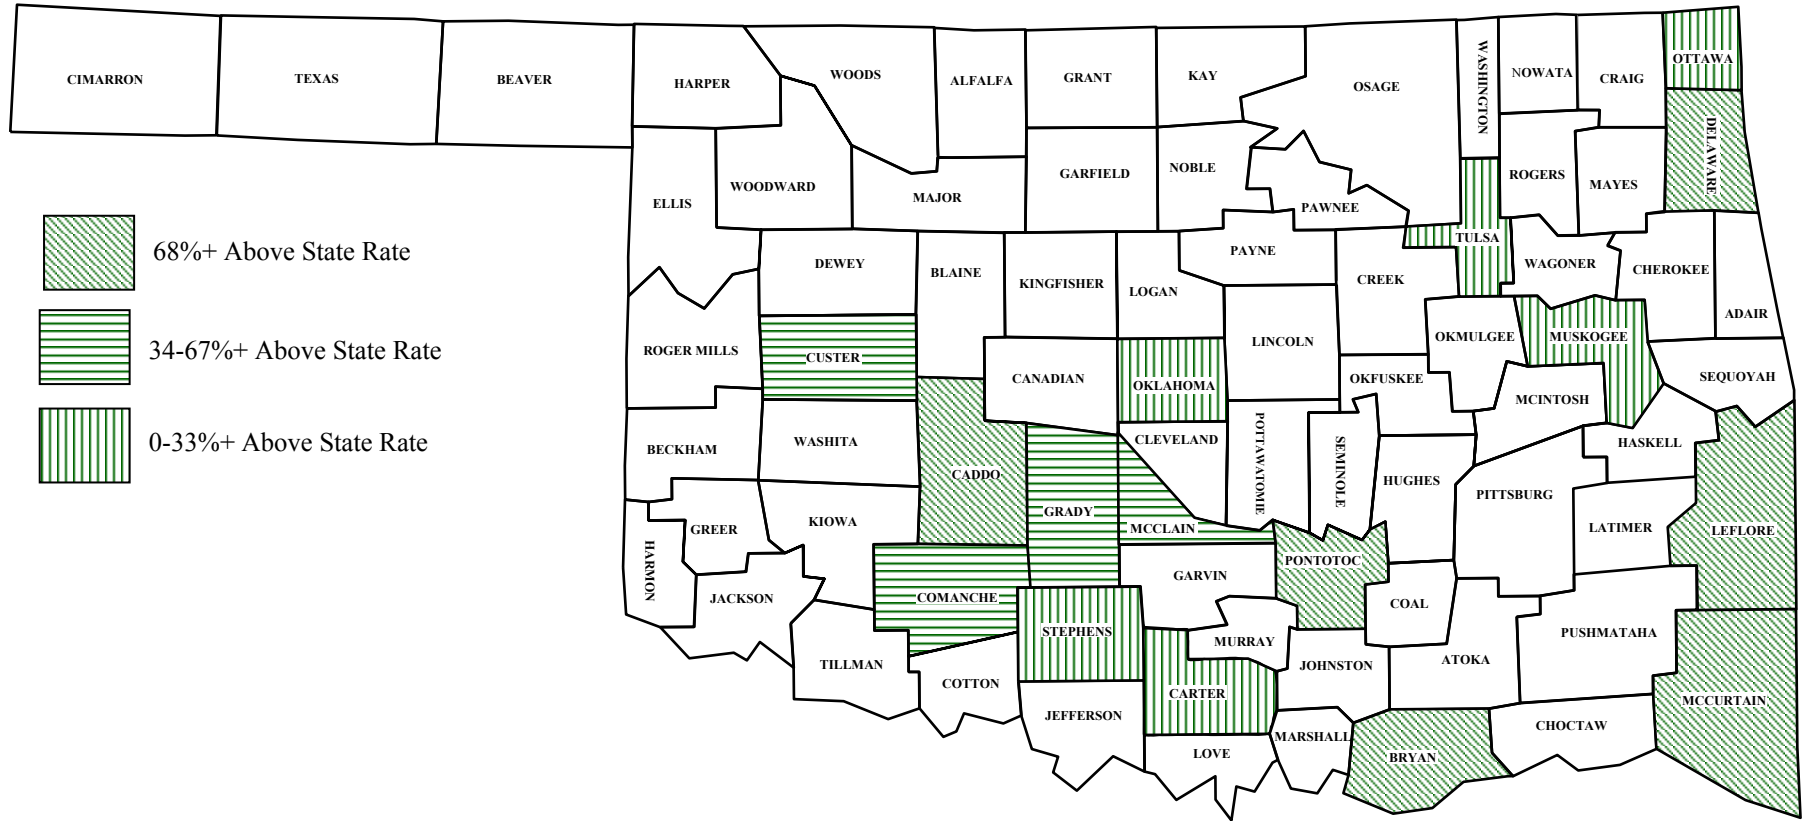 CIMARRON
TEXAS
BEAVER
HARPER
WOODS
ALFALFA
GRANT
KAY
OSAGE
WASHINGTON
NOWATA
CRAIG
OTTAWA
ELLIS
WOODWARD
MAJOR
GARFIELD
NOBLE
PAWNEE
ROGERS
MAYES
DELAWARE
68%+ Above State Rate
DEWEY
BLAINE
KINGFISHER
LOGAN
PAYNE
CREEK
TULSA
WAGONER
CHEROKEE
ADAIR
34-67%+ Above State Rate
ROGER MILLS
CUSTER
CANADIAN
OKLAHOMA
LINCOLN
OKFUSKEE
OKMULGEE
MUSKOGEE
MCINTOSH
SEQUOYAH
0-33%+ Above State Rate
BECKHAM
WASHITA
CADDO
GRADY
CLEVELAND
MCCLAIN
POTTAWATOMIE
SEMINOLE
HUGHES
PITTSBURG
HASKELL
LATIMER
LEFLORE
HARMON
GREER
KIOWA
JACKSON
COMANCHE
STEPHENS
GARVIN
PONTOTOC
COAL
TILLMAN
COTTON
JEFFERSON
CARTER
MURRAY
JOHNSTON
ATOKA
PUSHMATAHA
LOVE
MARSHALL
BRYAN
CHOCTAW
MCCURTAIN